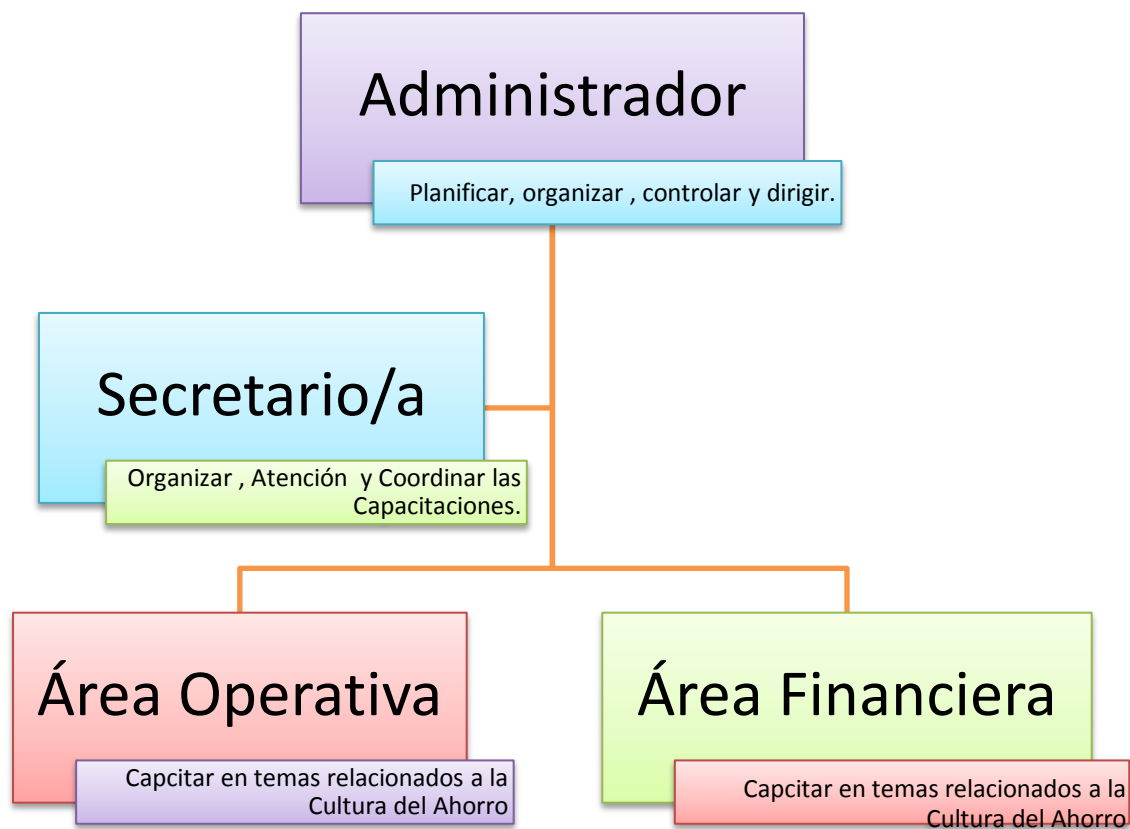 Administrador
Planificar, organizar , controlar y dirigir.
Secretario/a
Organizar , Atención  y Coordinar las
Capacitaciones.
Área Operativa
Capcitar en temas relacionados a la
Cultura del Ahorro
Área Financiera
Capcitar en temas relacionados a la
Cultura del Ahorro